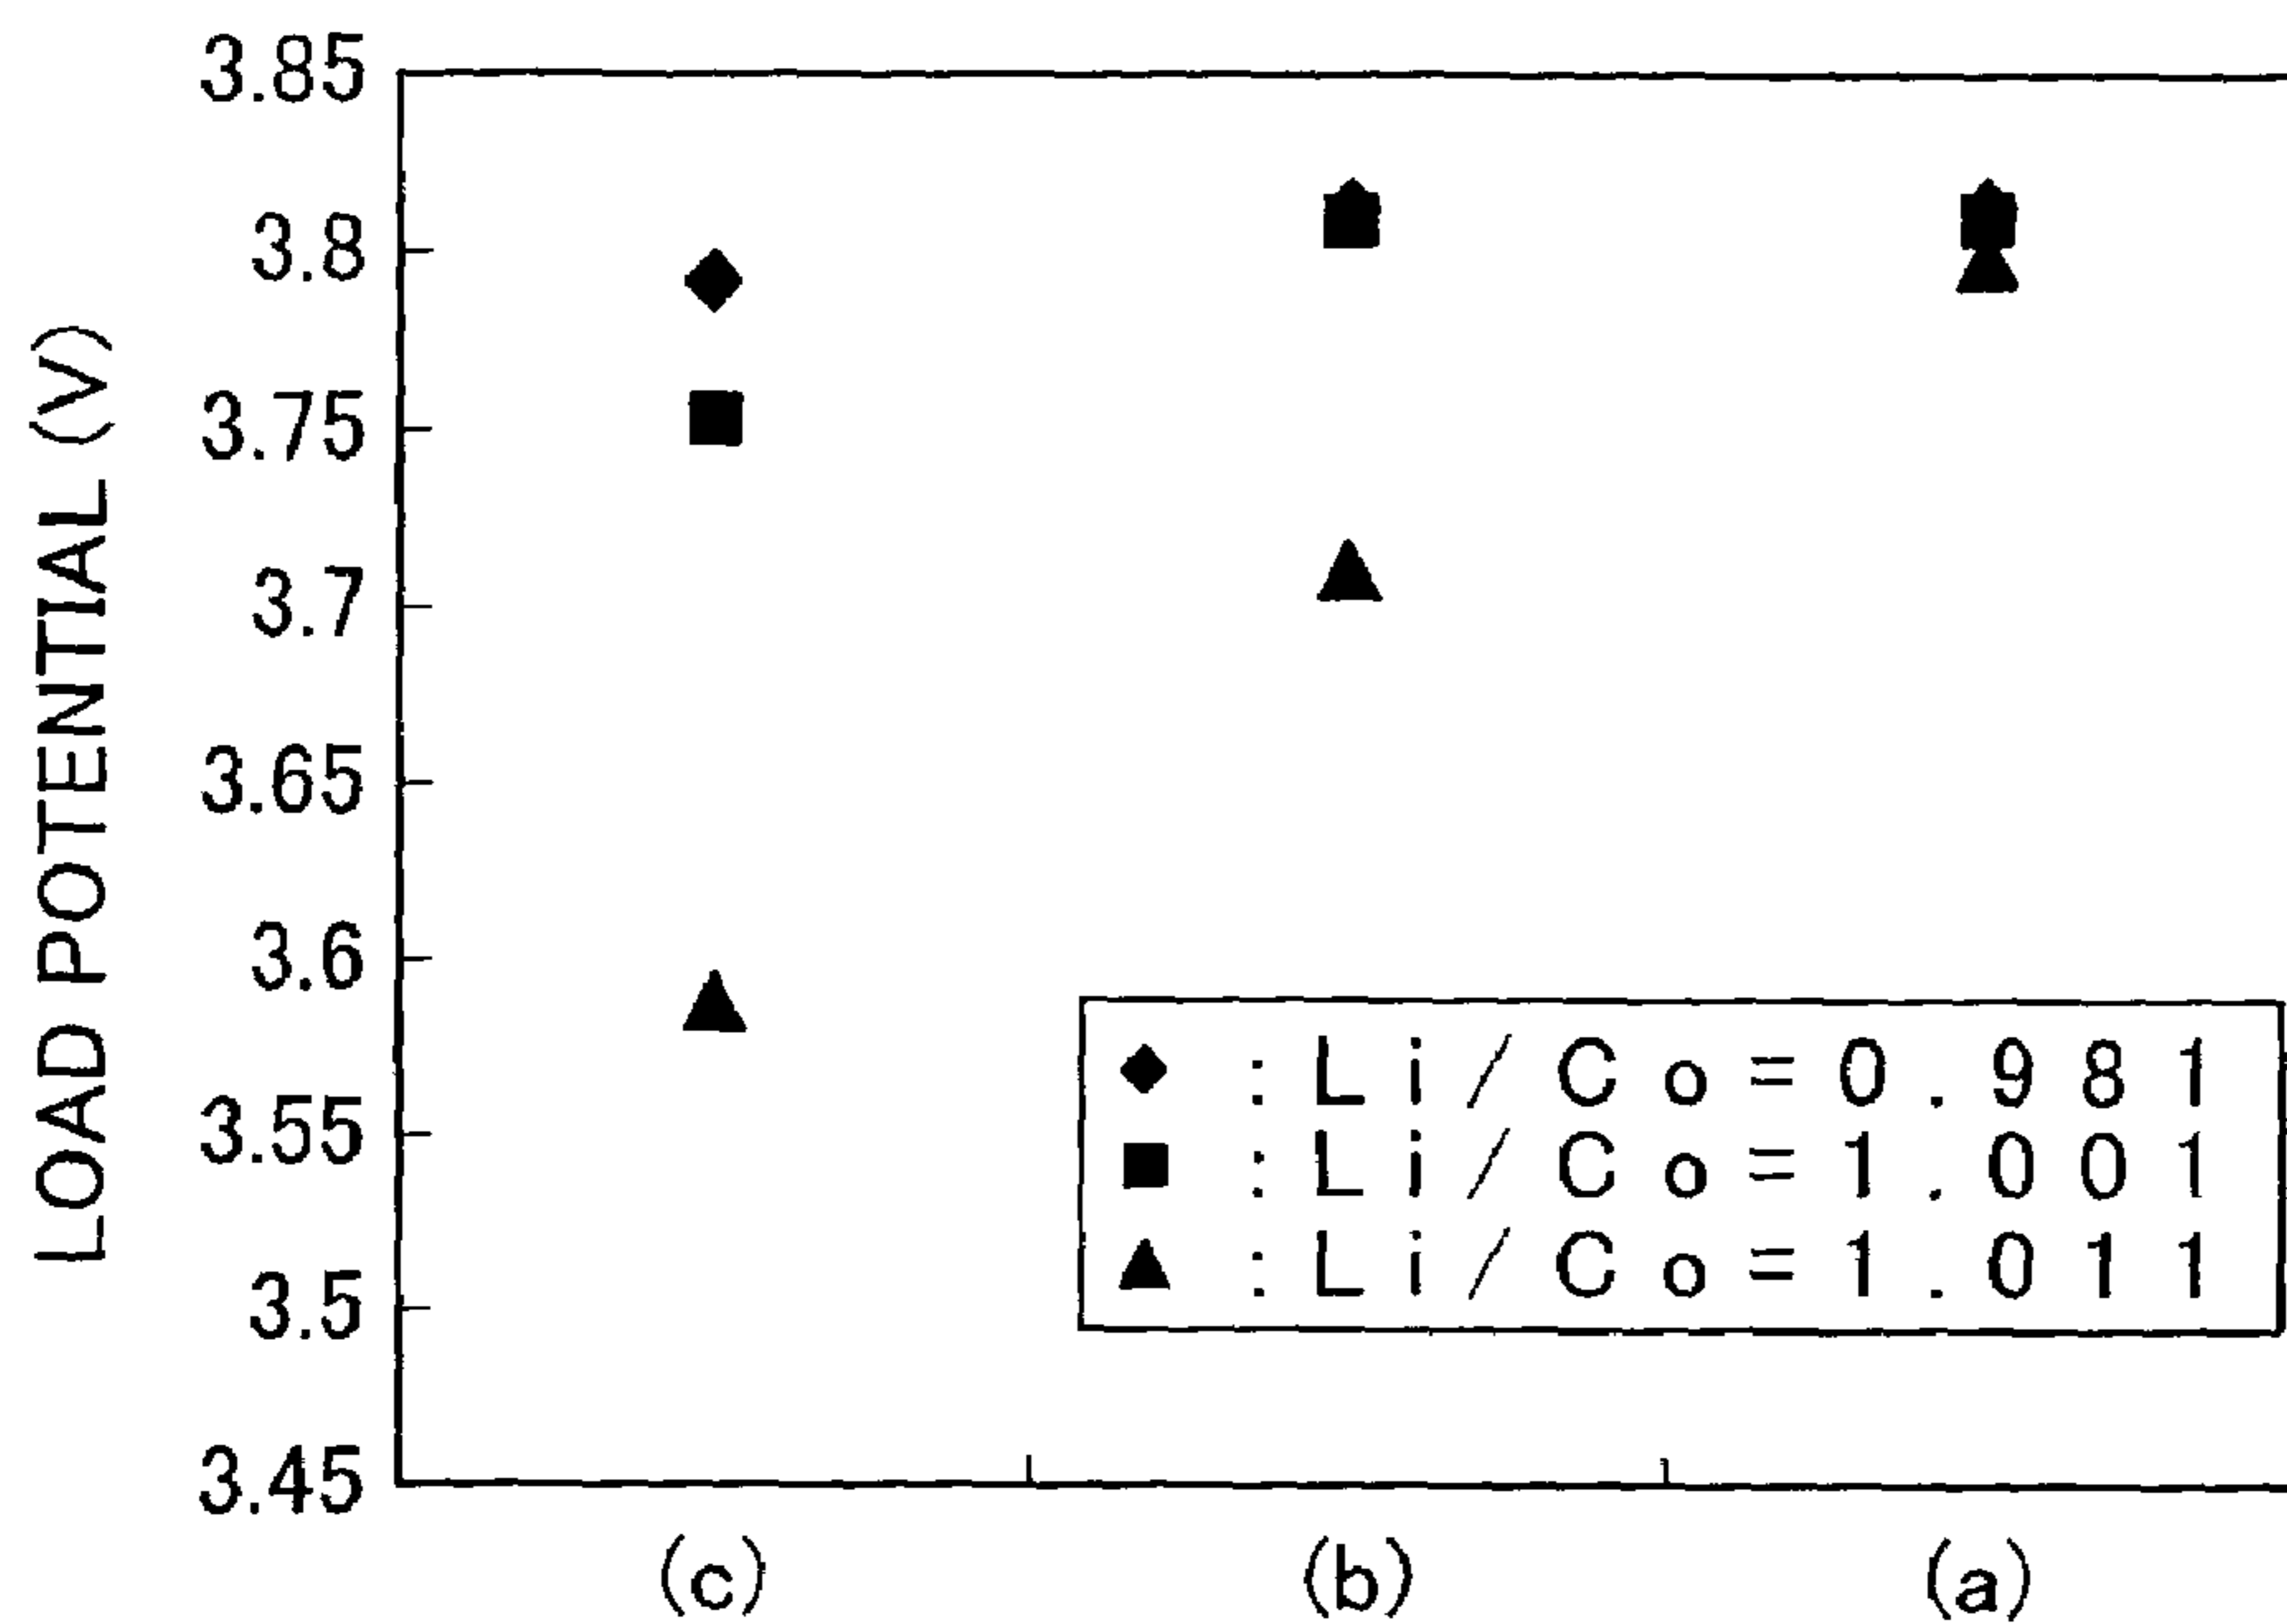 LOAD POTENTIAL (V)
3.85
3.8
3.75
3.7
3.65
3.6
3.55
3.5
3.45
◆ : Li/Co=0.981
■ : Li/Co=1.001
▲ : Li/Co=1.011
(c) (b) (a)